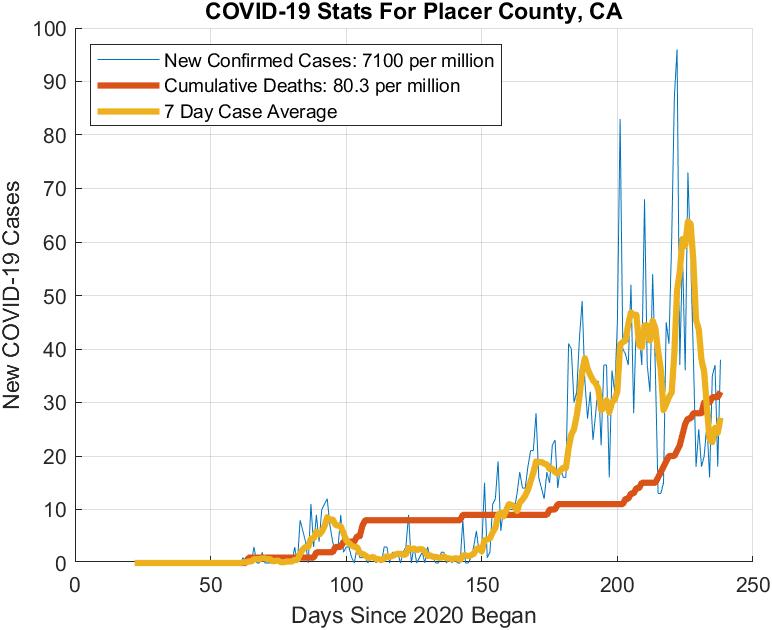 COVID-19 Stats For Placer County, CA
New Confirmed Cases: 7100 per million
Cumulative Deaths: 80.3 per million
7 Day Case Average
New COVID-19 Cases
100
90
80
70
60
50
40
30
20
10
0
0 50 100 150 200 250
Days Since 2020 Began